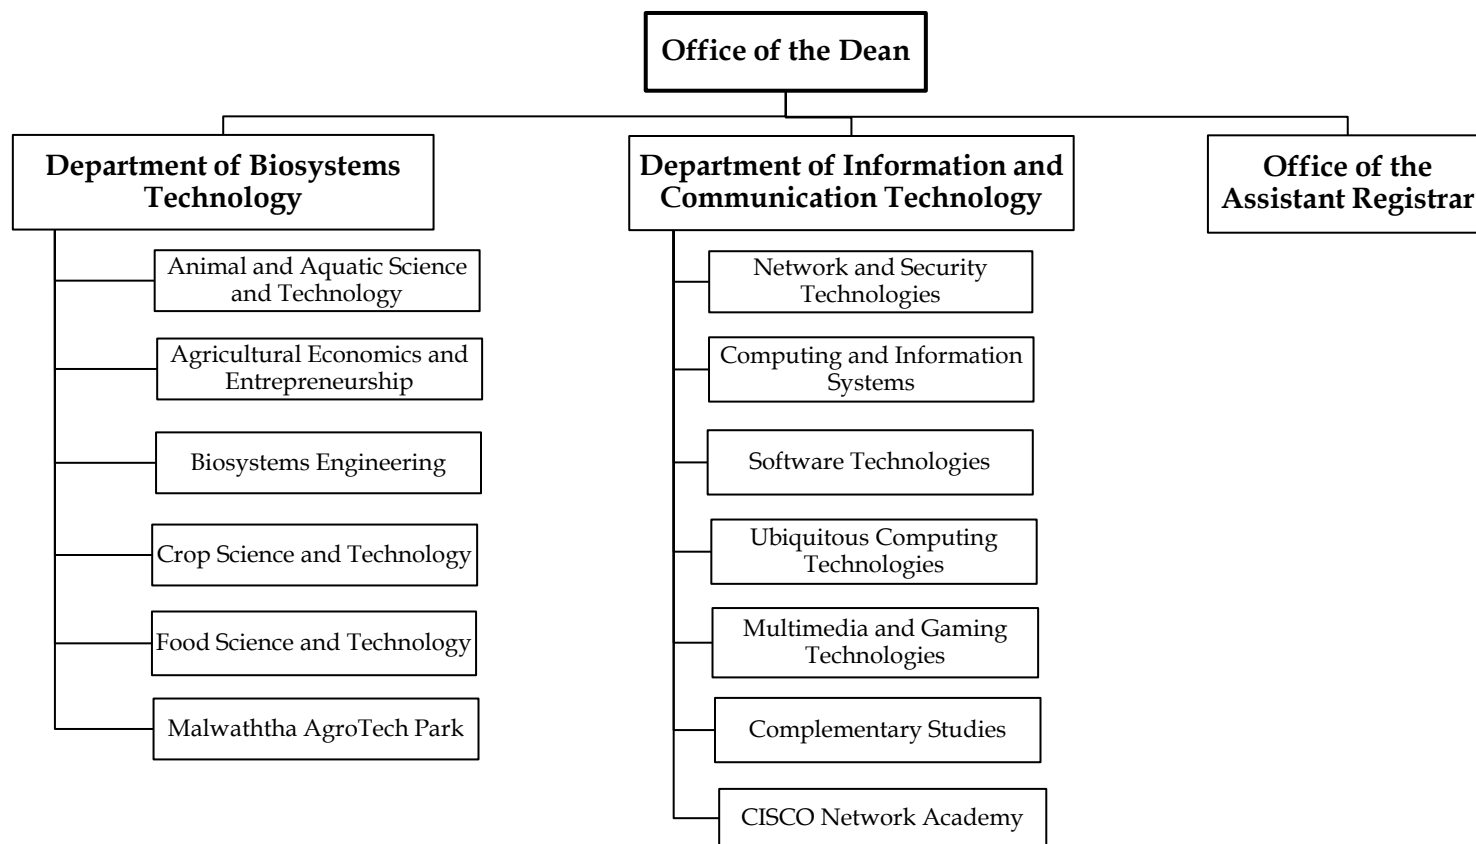 Office of the Dean
Department of Biosystems
Technology
Department of Information and
Communication Technology
Office of the
Assistant Registrar
Animal and Aquatic Science
and Technology
Agricultural Economics and
Entrepreneurship
Biosystems Engineering
Crop Science and Technology
Food Science and Technology
Malwaththa AgroTech Park
Network and Security
Technologies
Computing and Information
Systems
Software Technologies
Ubiquitous Computing
Technologies
Multimedia and Gaming
Technologies
Complementary Studies
CISCO Network Academy